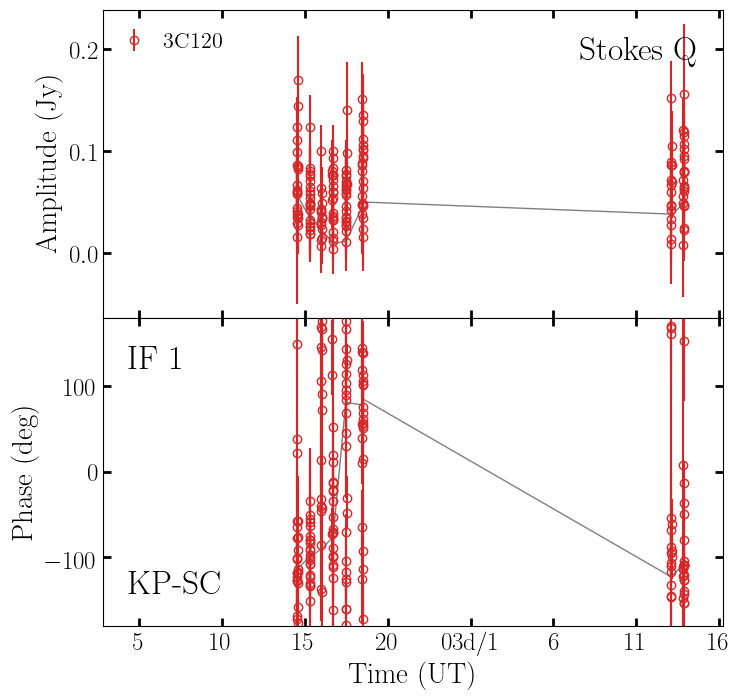 3C120
Stokes Q
0.2
0.1
0.0
Amplitude (Jy)
IF 1
100
0
−100
Phase (deg)
KP-SC
5 10 15 20 03d/1 6 11 16
Time (UT)